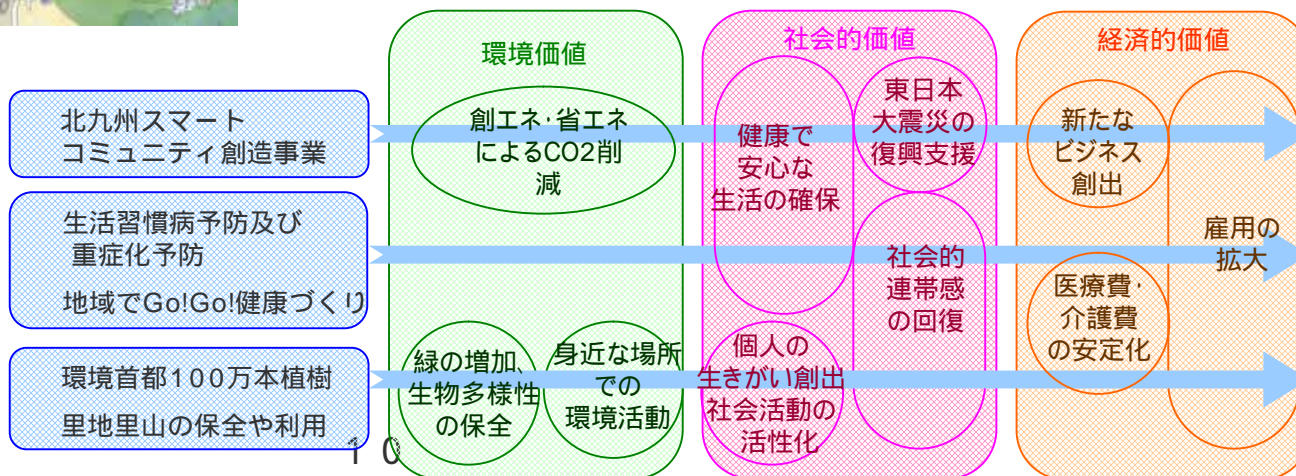 環境価値
社会的価値
経済的価値
北九州スマート
コミュニティ創造事業
創エネ・省エネ
によるCO2削
減
健康で
安心な
生活の確保
東日本
大震災の
復興支援
新たな
ビジネス
創出
生活習慣病予防及び
重症化予防
地域でGo!Go!健康づくり
社会的
連帯感
の回復
医療費・
介護費
の安定化
雇用の
拡大
環境首都100万本植樹
里地里山の保全や利用
緑の増加、
生物多様性
の保全
身近な場所
での
環境活動
個人の
生きがい創出
社会活動の
活性化
10